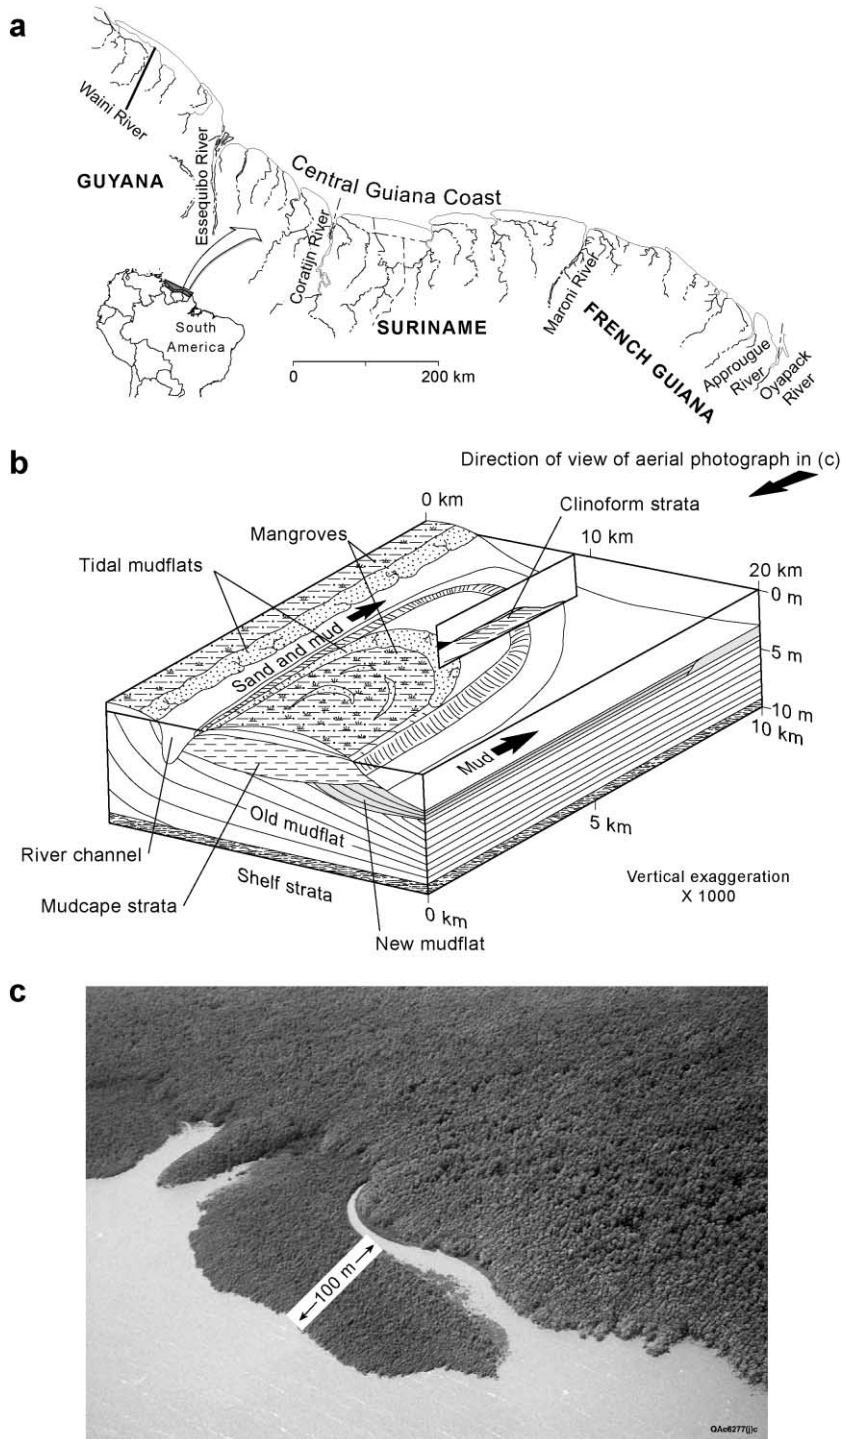 a
Waini River
GUYANA
Essequibo River
Central Guiana Coast
Coratijn River
SURINAME
Maroni River
FRENCH GUIANA
Approugue
River
Oyapack
River
South
America
0
200 km
b
Direction of view of aerial photograph in (c)
0 km
Clinoform strata
Mangroves
10 km
Tidal mudflats
20 km
0 m
Sand and mud
5 m
10 m
10 km
Mud
Old mudflat
5 km
River channel
Shelf strata
Vertical exaggeration
X 1000
Mudcape strata
0 km
New mudflat
c
100 m
QAc6277(j)c